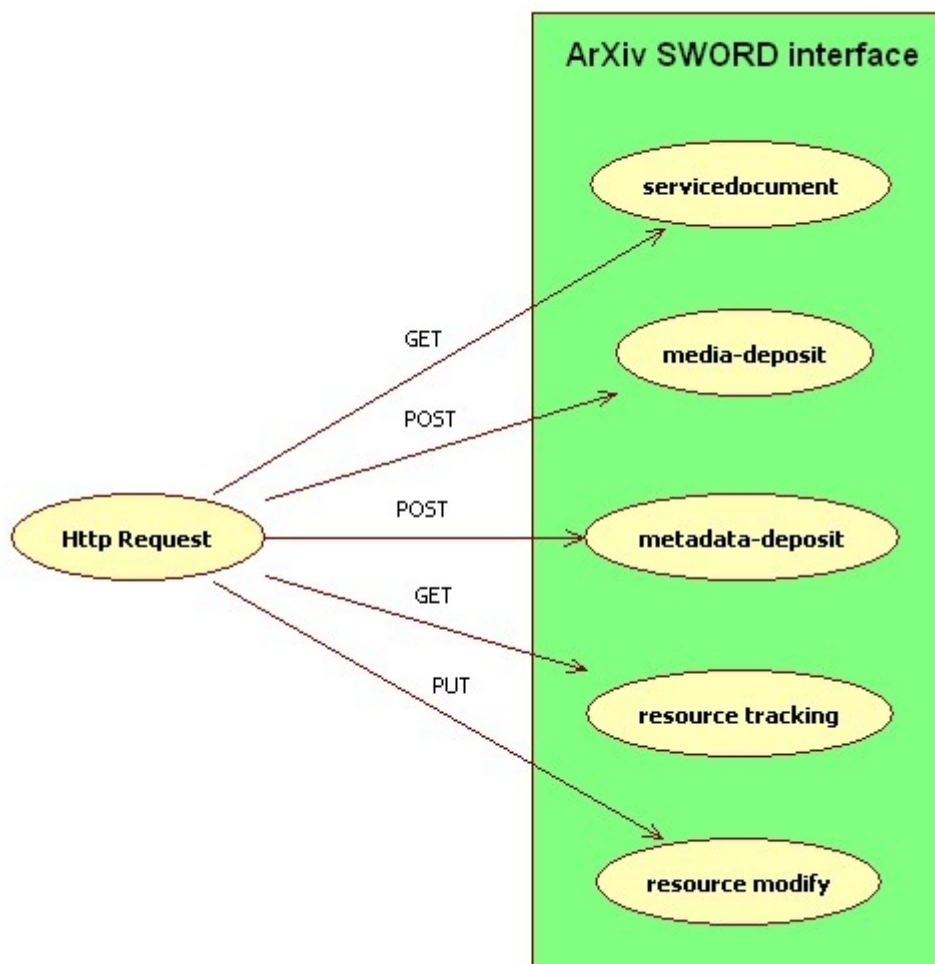 ArXiv SWORD interface
servicedocument
GET
media-deposit
POST
POST
Http Request
metadata-deposit
GET
PUT
resource tracking
resource modify